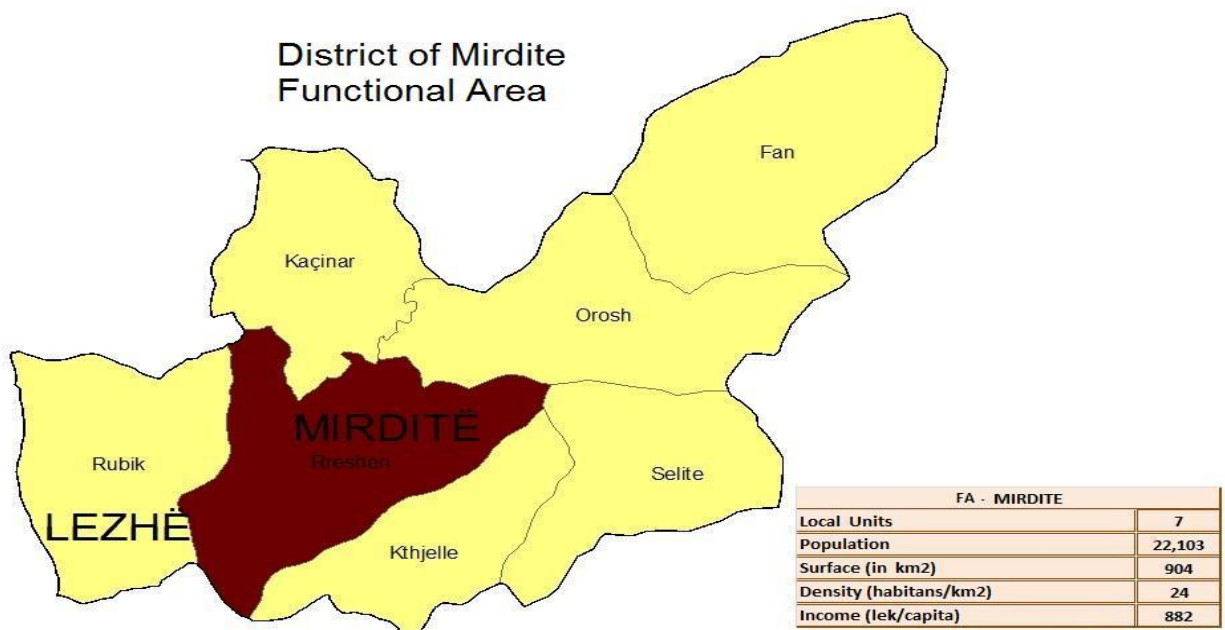 District of Mirdite
Functional Area
Fan
Kaçinar
Orosh
MIRDITË
Rreshen
Rubik
Selite
LEZHË
Kthjelle
FA - MIRDITE
Local Units 7
Population 22,103
Surface (in km2) 904
Density (habitans/km2) 24
Income (lek/capita) 882